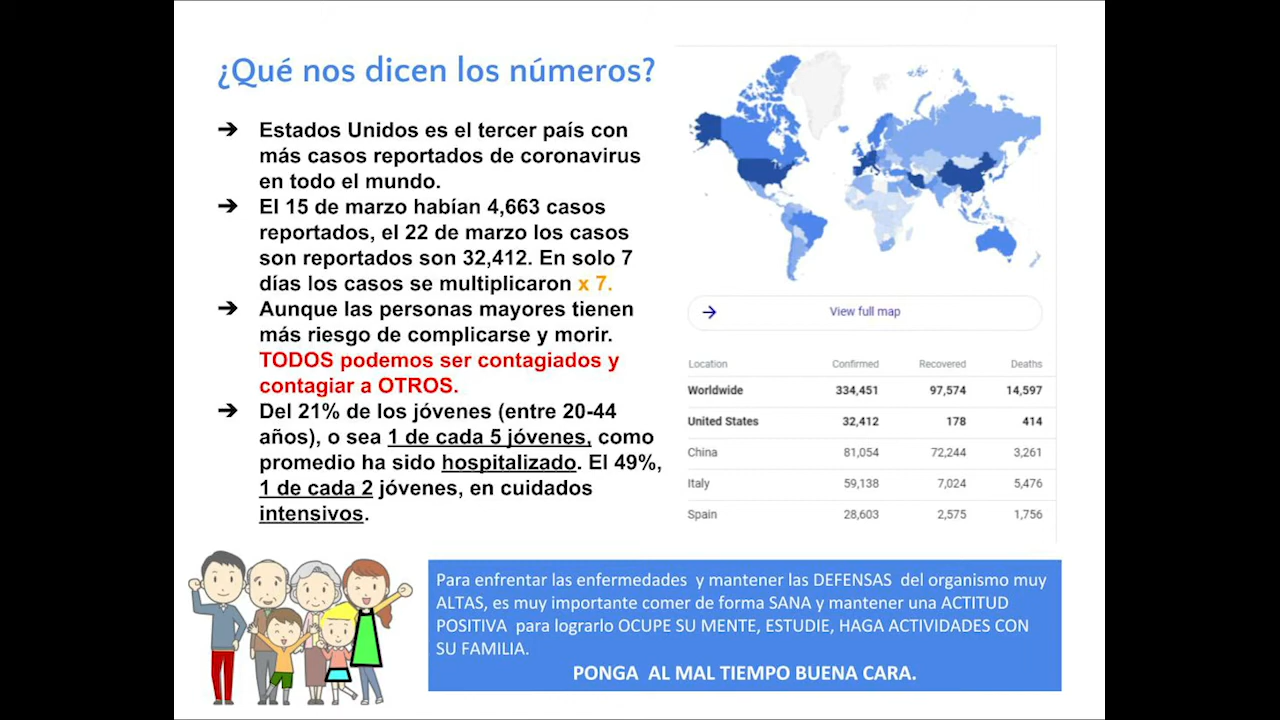 ¿Qué nos dicen los números?
➔ Estados Unidos es el tercer país con
más casos reportados de coronavirus
en todo el mundo.
➔ El 15 de marzo habían 4,663 casos
reportados, el 22 de marzo los casos
son reportados son 32,412. En solo 7
días los casos se multiplicaron x 7.
➔ Aunque las personas mayores tienen
más riesgo de complicarse y morir.
TODOS podemos ser contagiados y
contagiar a OTROS.
➔ Del 21% de los jóvenes (entre 20-44
años), o sea 1 de cada 5 jóvenes, como
promedio ha sido hospitalizado. El 49%,
1 de cada 2 jóvenes, en cuidados
intensivos.
View full map
Location Confirmed Recovered Deaths
Worldwide 334,451 97,574 14,597
United States 32,412 178 414
China 81,054 72,244 3,261
Italy 59,138 7,024 5,476
Spain 28,603 2,575 1,756
Para enfrentar las enfermedades y mantener las DEFENSAS del organismo muy
ALTAS, es muy importante comer de forma SANA y mantener una ACTITUD
POSITIVA para lograrlo OCUPE SU MENTE, ESTUDIE, HAGA ACTIVIDADES CON
SU FAMILIA.
PONGA AL MAL TIEMPO BUENA CARA.